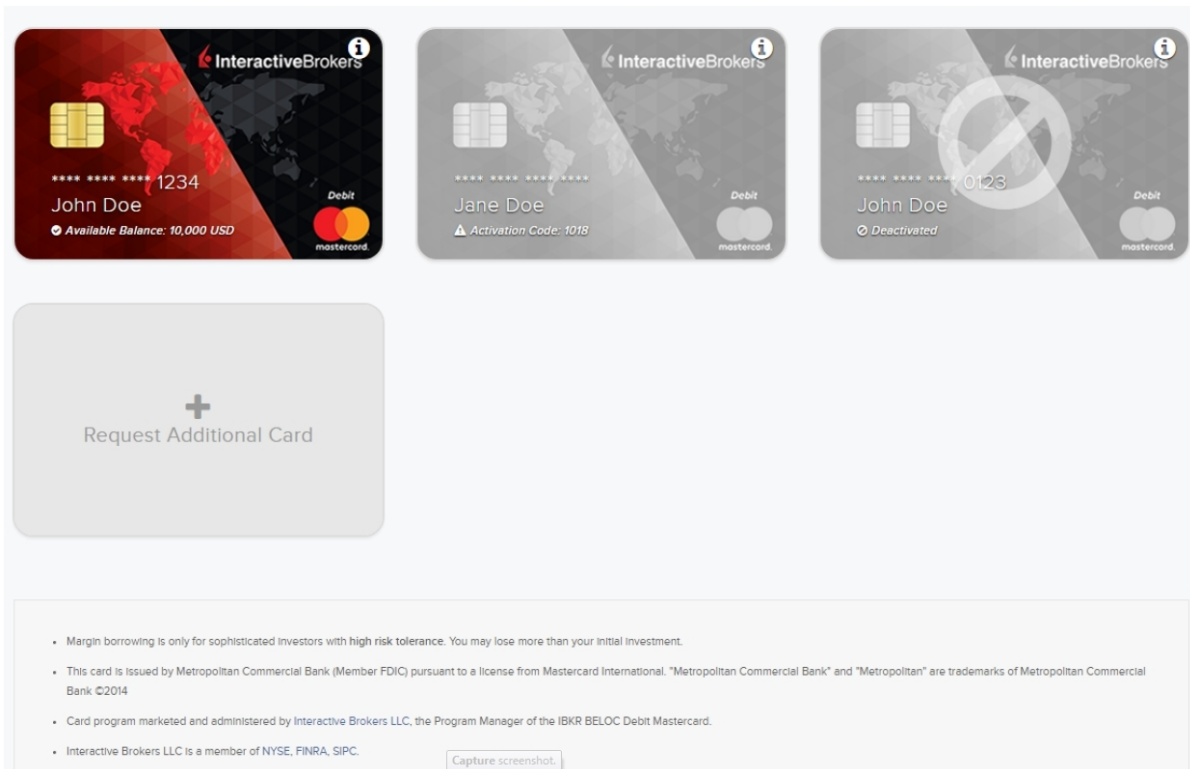 InteractiveBrokers
**** **** **** 1234
John Doe
Available Balance: 10,000 USD
Debit
mastercard.
InteractiveBrokers
**** **** **** ****
Jane Doe
Activation Code: 1018
Debit
mastercard.
InteractiveBrokers
**** **** **** 0123
John Doe
Deactivated
Debit
mastercard.
Request Additional Card
• Margin borrowing is only for sophisticated investors with high risk tolerance. You may lose more than your initial investment.
• This card is issued by Metropolitan Commercial Bank (Member FDIC) pursuant to a license from Mastercard International. "Metropolitan Commercial Bank" and "Metropolitan" are trademarks of Metropolitan Commercial
Bank ©2014
• Card program marketed and administered by Interactive Brokers LLC, the Program Manager of the IBKR BELOC Debit Mastercard.
• Interactive Brokers LLC is a member of NYSE, FINRA, SIPC.
Capture screenshot.